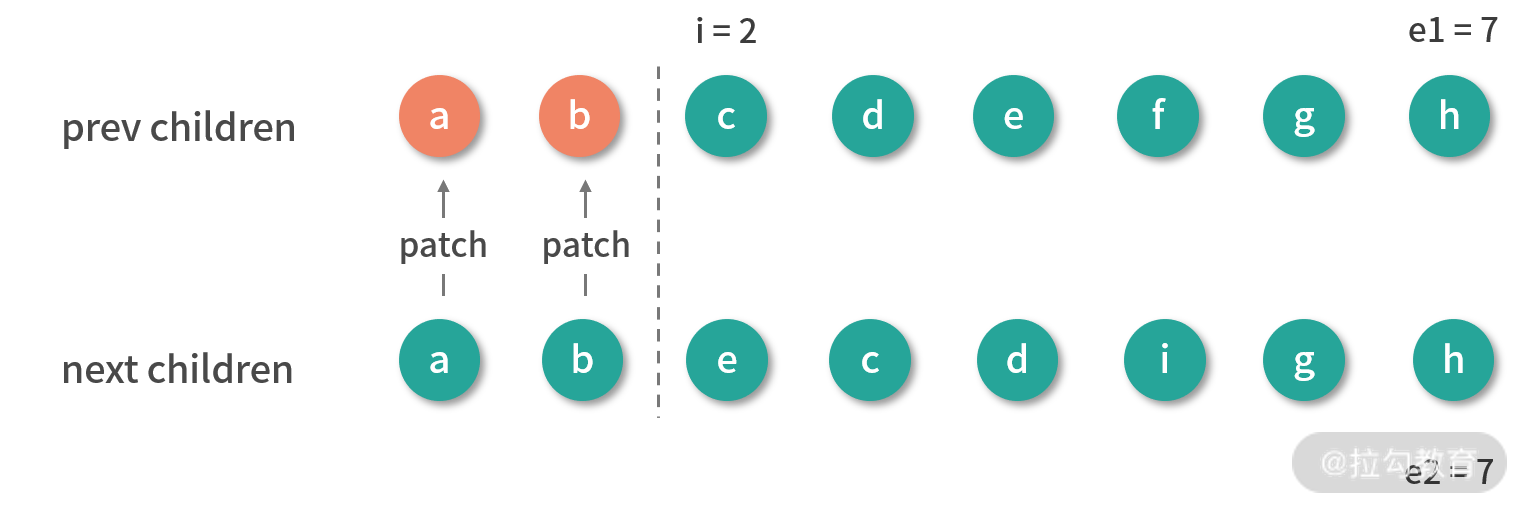 i = 2
e1 = 7
prev children
a b c d e f g h
patch patch
next children
a b e c d i g h
@拉勾教育
e2 = 7